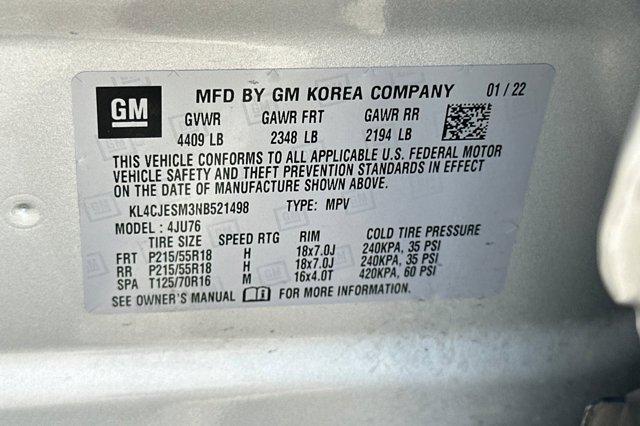 GM MFD BY GM KOREA COMPANY 01/22
GVWR GAWR FRT GAWR RR
4409 LB 2348 LB 2194 LB
THIS VEHICLE CONFORMS TO ALL APPLICABLE U.S. FEDERAL MOTOR
VEHICLE SAFETY AND THEFT PREVENTION STANDARDS IN EFFECT ON
THE DATE OF MANUFACTURE SHOWN ABOVE.
KL4CJESM3NB521498 TYPE: MPV
MODEL : 4JU76
TIRE SIZE SPEED RTG RIM COLD TIRE PRESSURE
FRT P215/55R18 H 18x7.0J 240KPA, 35 PSI
RR P215/55R18 H 18x7.0J 240KPA, 35 PSI
SPA T125/70R16 M 16x4.0T 420KPA, 60 PSI
SEE OWNER'S MANUAL FOR MORE INFORMATION.